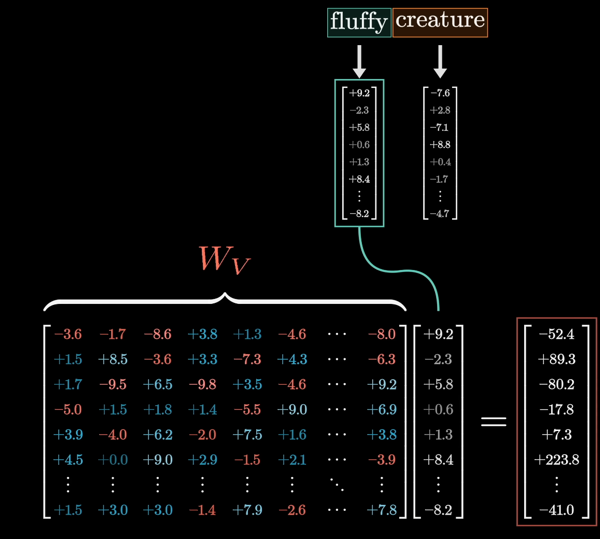 fluffy creature
+9.2 −7.6
−2.3 +2.8
+5.8 −7.1
+0.6 +8.8
+1.3 +0.4
+8.4 −1.7
⋮ ⋮
−8.2 −4.7
W_V
−3.6 −1.7 −8.6 +3.8 +1.3 −4.6 ⋯ −8.0 +9.2 −52.4
+1.5 +8.5 −3.6 +3.3 −7.3 +4.3 ⋯ −6.3 −2.3 +89.3
+1.7 −9.5 +6.5 −9.8 +3.5 −4.6 ⋯ +9.2 +5.8 −80.2
−5.0 +1.5 +1.8 +1.4 −5.5 +9.0 ⋯ +6.9 +0.6 = −17.8
+3.9 −4.0 +6.2 −2.0 +7.5 +1.6 ⋯ +3.8 +1.3 +7.3
+4.5 +0.0 +9.0 +2.9 −1.5 +2.1 ⋯ −3.9 +8.4 +223.8
⋮ ⋮ ⋮ ⋮ ⋮ ⋮ ⋱ ⋮ ⋮ ⋮
+1.5 +3.0 +3.0 −1.4 +7.9 −2.6 ⋯ +7.8 −8.2 −41.0